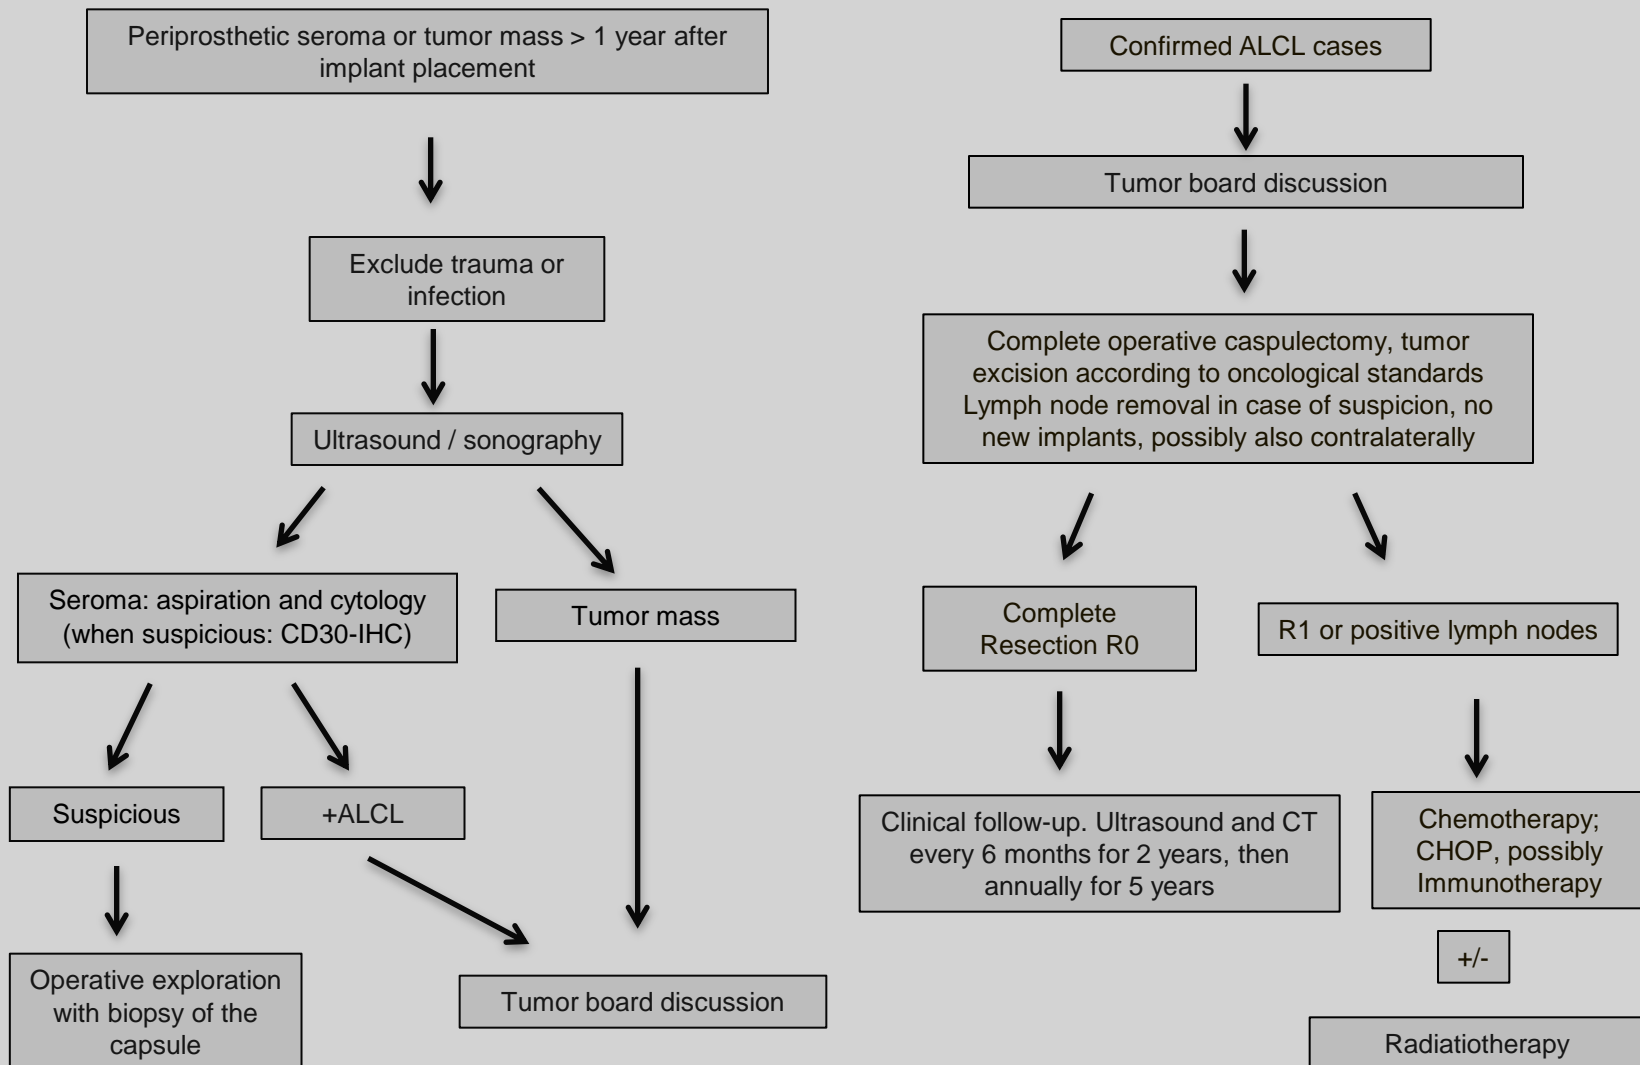 Periprosthetic seroma or tumor mass > 1 year after
implant placement
Exclude trauma or
infection
Ultrasound / sonography
Seroma: aspiration and cytology
(when suspicious: CD30-IHC)
Tumor mass
Suspicious
+ALCL
Operative exploration
with biopsy of the
capsule
Tumor board discussion
Confirmed ALCL cases
Tumor board discussion
Complete operative caspulectomy, tumor
excision according to oncological standards
Lymph node removal in case of suspicion, no
new implants, possibly also contralaterally
Complete
Resection R0
R1 or positive lymph nodes
Clinical follow-up. Ultrasound and CT
every 6 months for 2 years, then
annually for 5 years
Chemotherapy;
CHOP, possibly
Immunotherapy
+/-
Radiatiotherapy